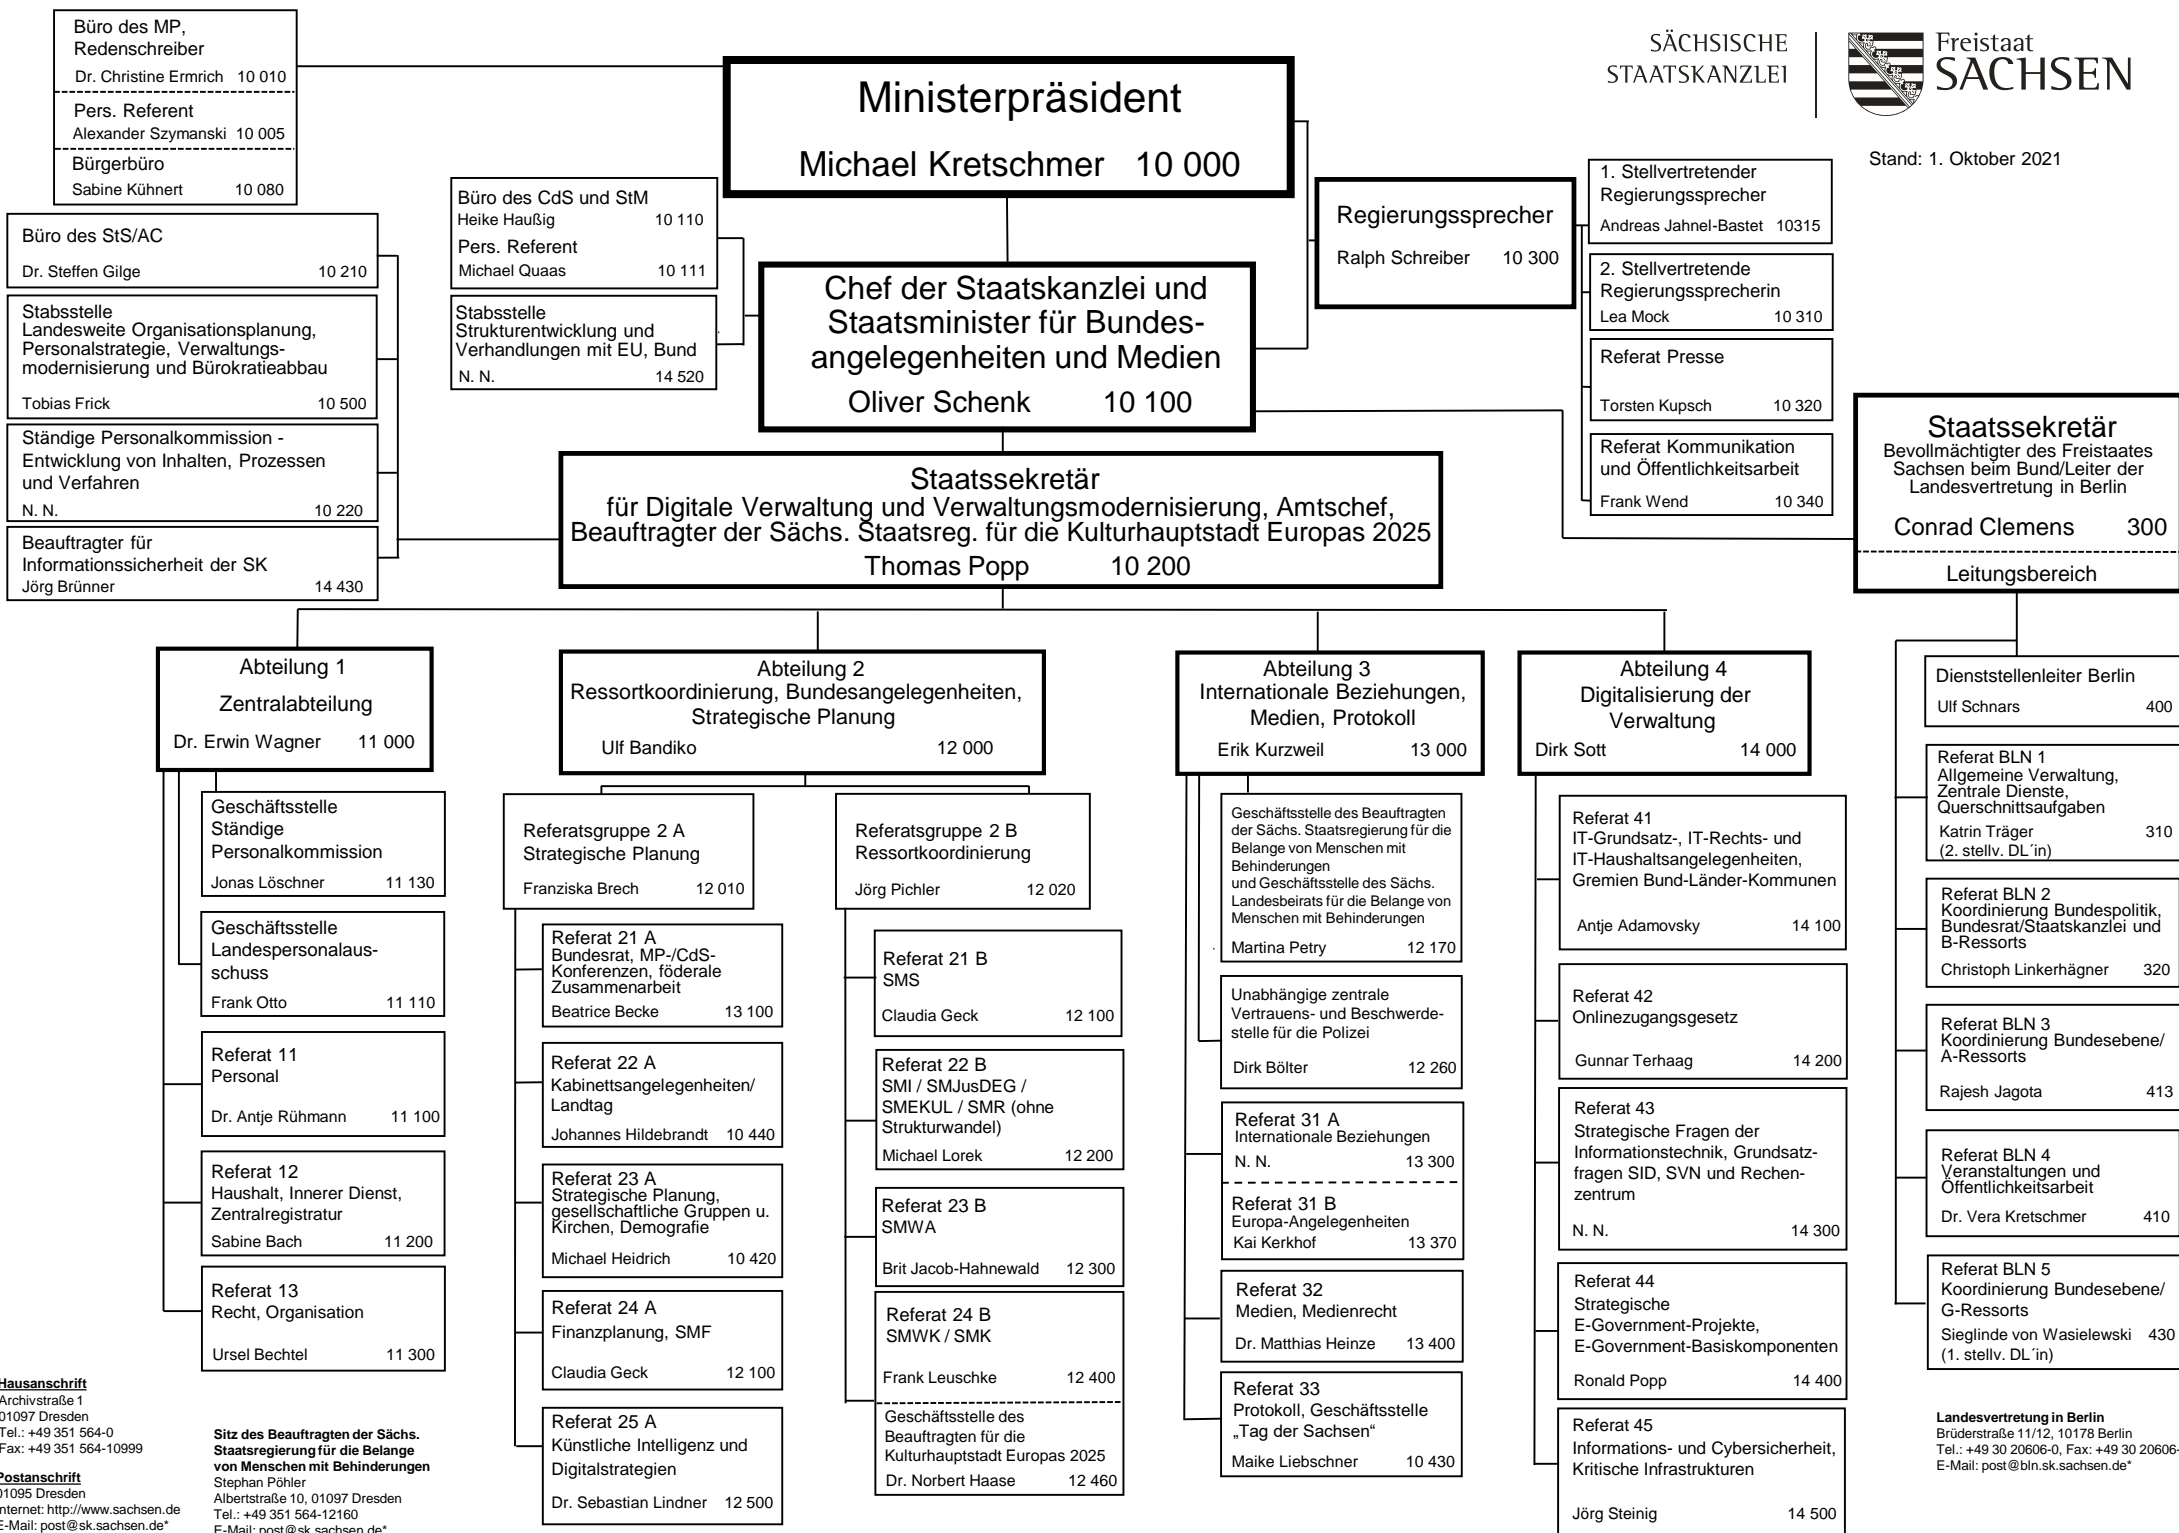 Büro des MP,
Redenschreiber
Dr. Christine Ermrich 10 010
Pers. Referent
Alexander Szymanski 10 005
Bürgerbüro
Sabine Kühnert 10 080
SÄCHSISCHE
STAATSKANZLEI
Freistaat
SACHSEN
Stand: 1. Oktober 2021
Ministerpräsident
Michael Kretschmer 10 000
Büro des CdS und StM
Heike Haußig 10 110
Pers. Referent
Michael Quaas 10 111
Stabsstelle
Strukturentwicklung und
Verhandlungen mit EU, Bund
N. N. 14 520
Regierungssprecher
Ralph Schreiber 10 300
1. Stellvertretender
Regierungssprecher
Andreas Jahnel-Bastet 10315
2. Stellvertretende
Regierungssprecherin
Lea Mock 10 310
Referat Presse
Torsten Kupsch 10 320
Referat Kommunikation
und Öffentlichkeitsarbeit
Frank Wend 10 340
Büro des StS/AC
Dr. Steffen Gilge 10 210
Stabsstelle
Landesweite Organisationsplanung,
Personalstrategie, Verwaltungs-
modernisierung und Bürokratieabbau
Tobias Frick 10 500
Ständige Personalkommission -
Entwicklung von Inhalten, Prozessen
und Verfahren
N. N. 10 220
Beauftragter für
Informationssicherheit der SK
Jörg Brünner 14 430
Chef der Staatskanzlei und
Staatsminister für Bundes-
angelegenheiten und Medien
Oliver Schenk 10 100
Staatssekretär
für Digitale Verwaltung und Verwaltungsmodernisierung, Amtschef,
Beauftragter der Sächs. Staatsreg. für die Kulturhauptstadt Europas 2025
Thomas Popp 10 200
Staatssekretär
Bevollmächtigter des Freistaates
Sachsen beim Bund/Leiter der
Landesvertretung in Berlin
Conrad Clemens 300
Leitungsbereich
Abteilung 1
Zentralabteilung
Dr. Erwin Wagner 11 000
Geschäftsstelle
Ständige
Personalkommission
Jonas Löschner 11 130
Geschäftsstelle
Landespersonalaus-
schuss
Frank Otto 11 110
Referat 11
Personal
Dr. Antje Rühmann 11 100
Referat 12
Haushalt, Innerer Dienst,
Zentralregistratur
Sabine Bach 11 200
Referat 13
Recht, Organisation
Ursel Bechtel 11 300
Abteilung 2
Ressortkoordinierung, Bundesangelegenheiten,
Strategische Planung
Ulf Bandiko 12 000
Referatsgruppe 2 A
Strategische Planung
Franziska Brech 12 010
Referat 21 A
Bundesrat, MP-/CdS-
Konferenzen, föderale
Zusammenarbeit
Beatrice Becke 13 100
Referat 22 A
Kabinettsangelegenheiten/
Landtag
Johannes Hildebrandt 10 440
Referat 23 A
Strategische Planung,
gesellschaftliche Gruppen u.
Kirchen, Demografie
Michael Heidrich 10 420
Referat 24 A
Finanzplanung, SMF
Claudia Geck 12 100
Referat 25 A
Künstliche Intelligenz und
Digitalstrategien
Dr. Sebastian Lindner 12 500
Referatsgruppe 2 B
Ressortkoordinierung
Jörg Pichler 12 020
Referat 21 B
SMS
Claudia Geck 12 100
Referat 22 B
SMI / SMJusDEG /
SMEKUL / SMR (ohne
Strukturwandel)
Michael Lorek 12 200
Referat 23 B
SMWA
Brit Jacob-Hahnewald 12 300
Referat 24 B
SMWK / SMK
Frank Leuschke 12 400
Geschäftsstelle des
Beauftragten für die
Kulturhauptstadt Europas 2025
Dr. Norbert Haase 12 460
Abteilung 3
Internationale Beziehungen,
Medien, Protokoll
Erik Kurzweil 13 000
Geschäftsstelle des Beauftragten
der Sächs. Staatsregierung für die
Belange von Menschen mit
Behinderungen
und Geschäftsstelle des Sächs.
Landesbeirats für die Belange von
Menschen mit Behinderungen
Martina Petry 12 170
Unabhängige zentrale
Vertrauens- und Beschwerde-
stelle für die Polizei
Dirk Bölter 12 260
Referat 31 A
Internationale Beziehungen
N. N. 13 300
Referat 31 B
Europa-Angelegenheiten
Kai Kerkhof 13 370
Referat 32
Medien, Medienrecht
Dr. Matthias Heinze 13 400
Referat 33
Protokoll, Geschäftsstelle
„Tag der Sachsen“
Maike Liebschner 10 430
Abteilung 4
Digitalisierung der
Verwaltung
Dirk Sott 14 000
Referat 41
IT-Grundsatz-, IT-Rechts- und
IT-Haushaltsangelegenheiten,
Gremien Bund-Länder-Kommunen
Antje Adamovsky 14 100
Referat 42
Onlinezugangsgesetz
Gunnar Terhaag 14 200
Referat 43
Strategische Fragen der
Informationstechnik, Grundsatz-
fragen SID, SVN und Rechen-
zentrum
N. N. 14 300
Referat 44
Strategische
E-Government-Projekte,
E-Government-Basiskomponenten
Ronald Popp 14 400
Referat 45
Informations- und Cybersicherheit,
Kritische Infrastrukturen
Jörg Steinig 14 500
Dienststellenleiter Berlin
Ulf Schnars 400
Referat BLN 1
Allgemeine Verwaltung,
Zentrale Dienste,
Querschnittsaufgaben
Katrin Träger 310
(2. stellv. DL´in)
Referat BLN 2
Koordinierung Bundespolitik,
Bundesrat/Staatskanzlei und
B-Ressorts
Christoph Linkerhägner 320
Referat BLN 3
Koordinierung Bundesebene/
A-Ressorts
Rajesh Jagota 413
Referat BLN 4
Veranstaltungen und
Öffentlichkeitsarbeit
Dr. Vera Kretschmer 410
Referat BLN 5
Koordinierung Bundesebene/
G-Ressorts
Sieglinde von Wasielewski 430
(1. stellv. DL´in)
Hausanschrift
Archivstraße 1
01097 Dresden
Tel.: +49 351 564-0
Fax: +49 351 564-10999
Postanschrift
01095 Dresden
Internet: http://www.sachsen.de
E-Mail: post@sk.sachsen.de*
Sitz des Beauftragten der Sächs.
Staatsregierung für die Belange
von Menschen mit Behinderungen
Stephan Pöhler
Albertstraße 10, 01097 Dresden
Tel.: +49 351 564-12160
E-Mail: post@sk.sachsen.de*
Landesvertretung in Berlin
Brüderstraße 11/12, 10178 Berlin
Tel.: +49 30 20606-0, Fax: +49 30 20606-
E-Mail: post@bln.sk.sachsen.de*